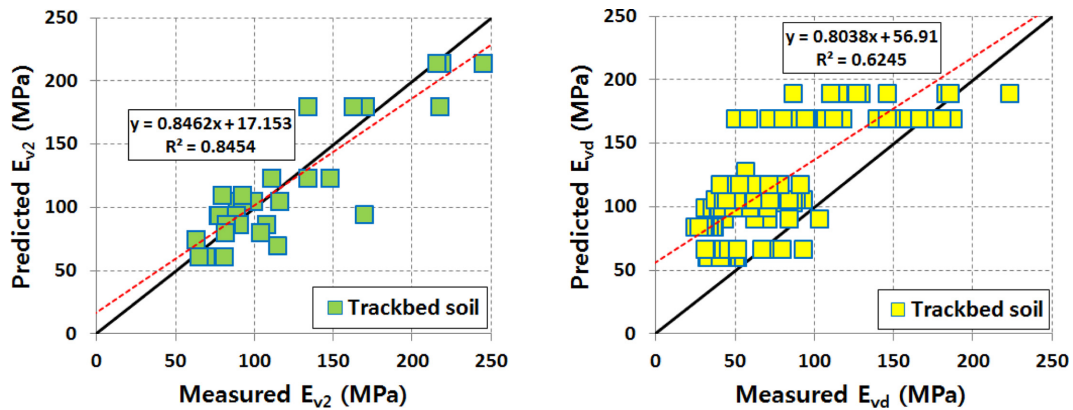 250
200
150
100
50
0
Predicted E_v2 (MPa)
y = 0.8462x + 17.153
R² = 0.8454
Trackbed soil
0 50 100 150 200 250
Measured E_v2 (MPa)
250
200
150
100
50
0
Predicted E_vd (MPa)
y = 0.8038x + 56.91
R² = 0.6245
Trackbed soil
0 50 100 150 200 250
Measured E_vd (MPa)